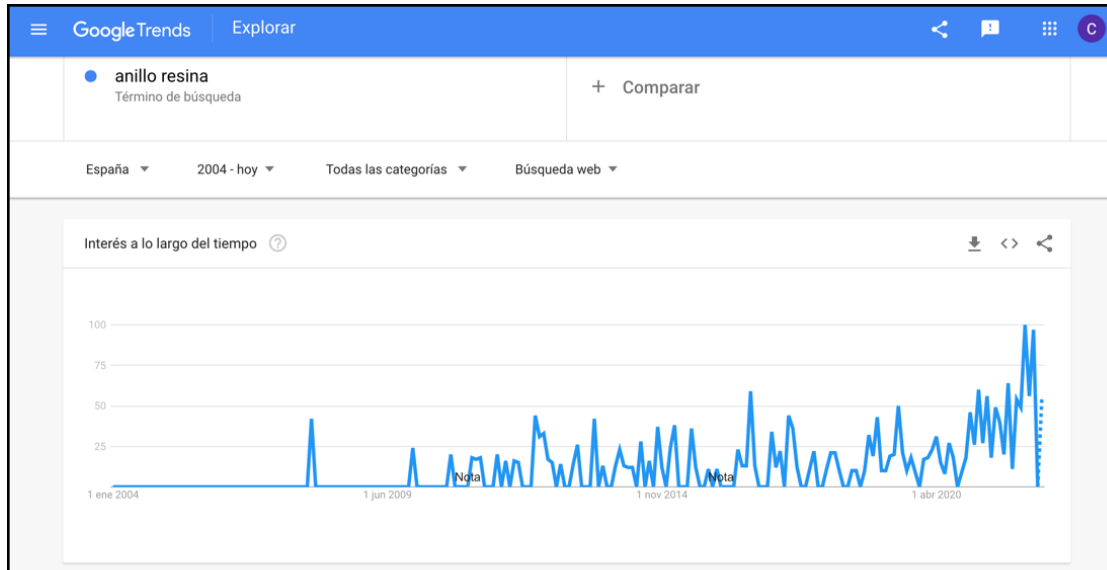 Google Trends Explorar C
anillo resina
Término de búsqueda
+ Comparar
España 2004 - hoy Todas las categorías Búsqueda web
Interés a lo largo del tiempo ?
100
75
50
25
Nota Nota
1 ene 2004 1 jun 2009 1 nov 2014 1 abr 2020